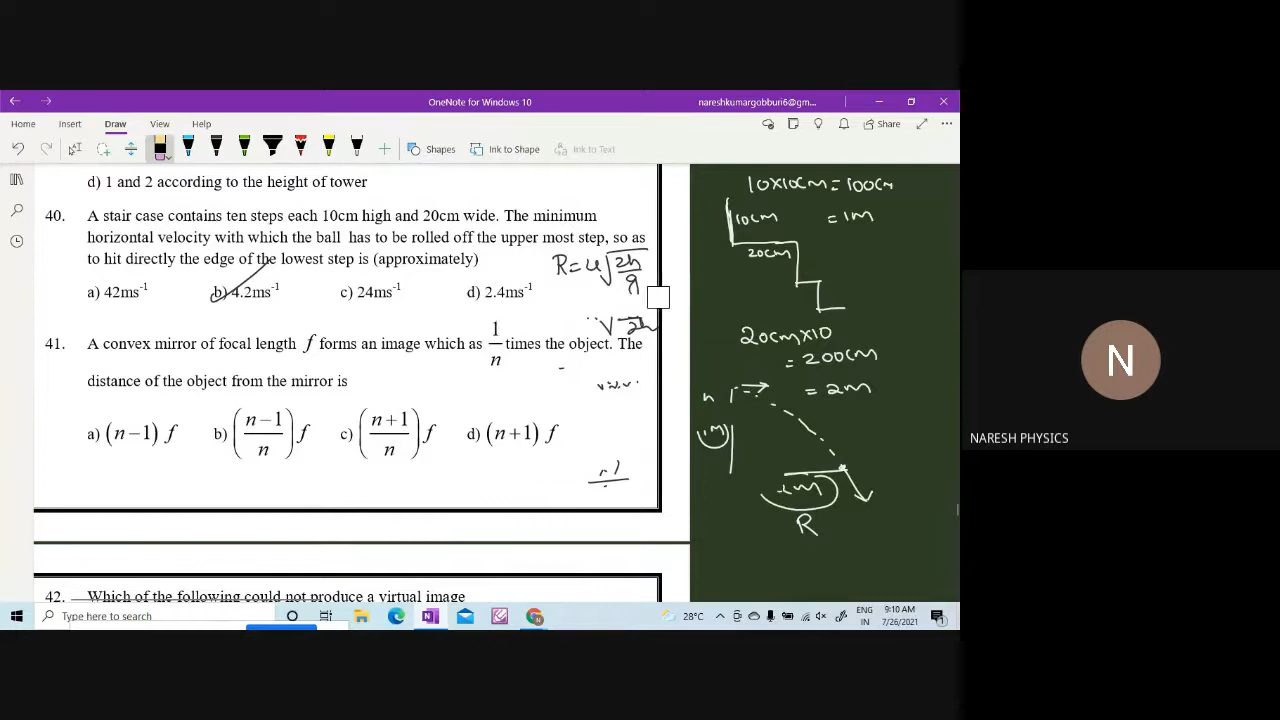 OneNote for Windows 10
nareshkumargobburi6@gm...
Home Insert Draw View Help
Share
Shapes Ink to Shape Ink to Text
d) 1 and 2 according to the height of tower
40. A stair case contains ten steps each 10cm high and 20cm wide. The minimum
horizontal velocity with which the ball has to be rolled off the upper most step, so as
to hit directly the edge of the lowest step is (approximately)
a) 42ms⁻¹ b) 4.2ms⁻¹ c) 24ms⁻¹ d) 2.4ms⁻¹
R=u√2h/g
√2h
41. A convex mirror of focal length f forms an image which as 1/n times the object. The
distance of the object from the mirror is
a) (n−1) f b) (n−1/n) f c) (n+1/n) f d) (n+1) f
42. Which of the following could not produce a virtual image
10x10cm=100cm
10cm =1m
20cm
20cmx10
=200cm
=2m
R
N
NARESH PHYSICS
Type here to search
28°C
ENG
IN
9:10 AM
7/26/2021